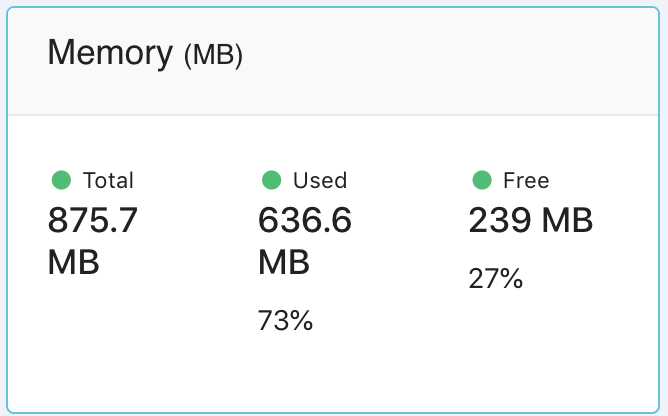 Memory (MB)
Total
875.7
MB
Used
636.6
MB
73%
Free
239 MB
27%